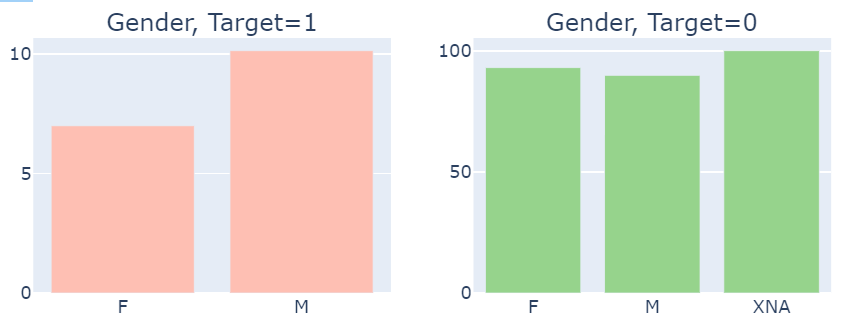 Gender, Target=1
10
5
0
F M
Gender, Target=0
100
50
0
F M XNA